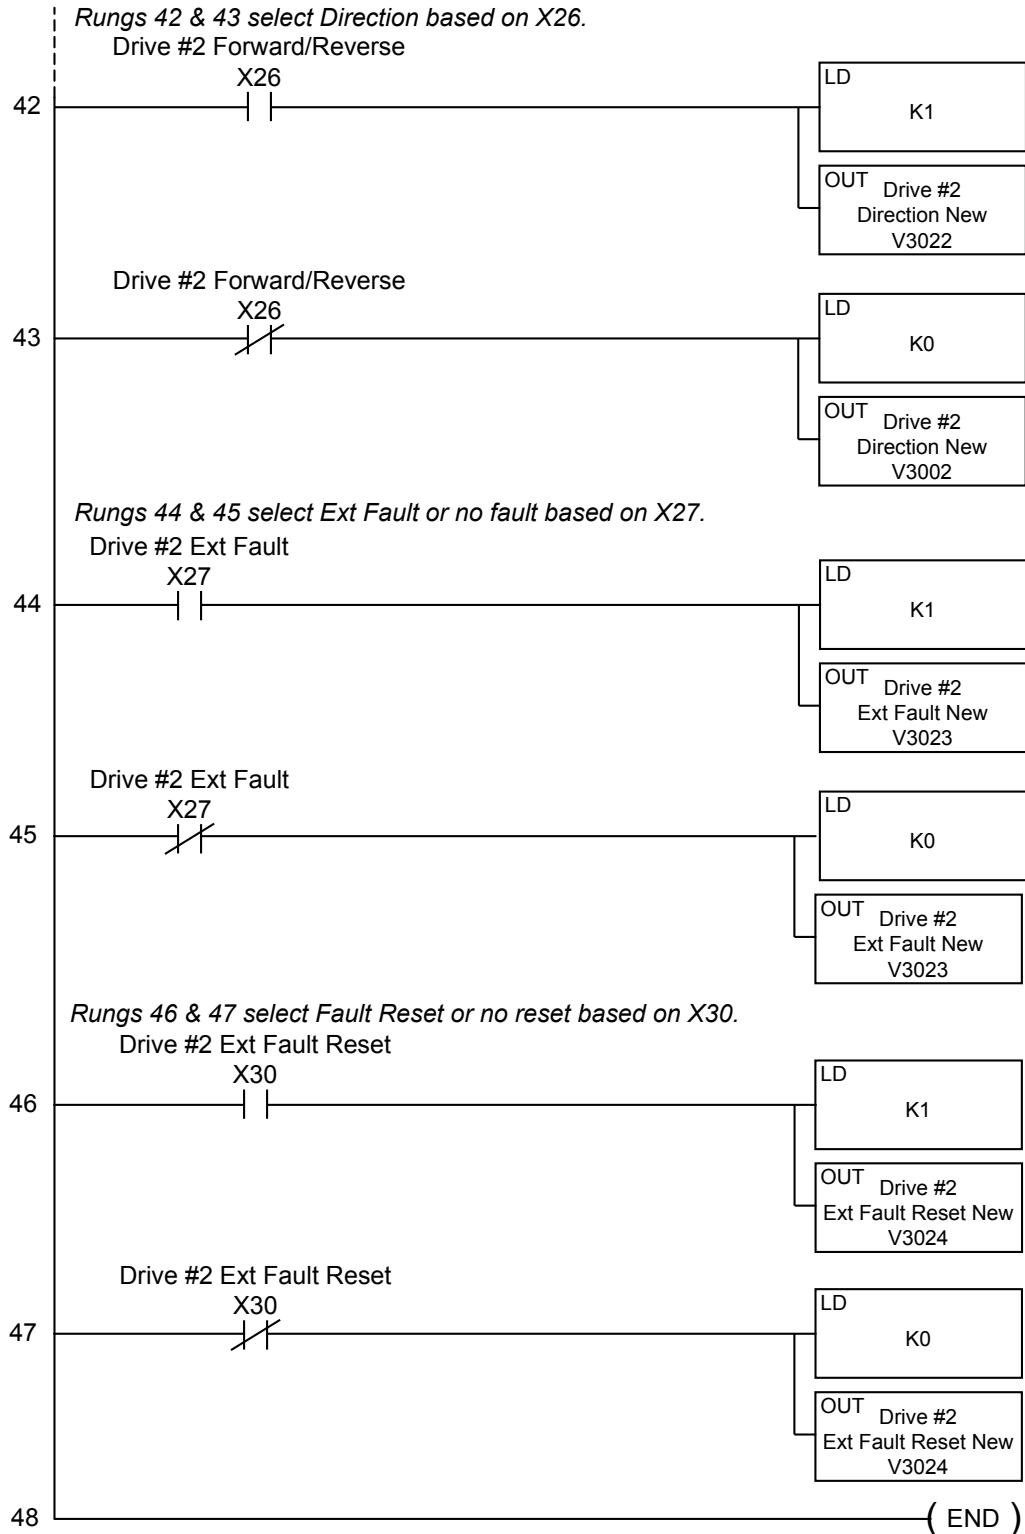 Rungs 42 & 43 select Direction based on X26.
Drive #2 Forward/Reverse
X26
42
LD
K1
OUT
Drive #2
Direction New
V3022
Drive #2 Forward/Reverse
X26
43
LD
K0
OUT
Drive #2
Direction New
V3002
Rungs 44 & 45 select Ext Fault or no fault based on X27.
Drive #2 Ext Fault
X27
44
LD
K1
OUT
Drive #2
Ext Fault New
V3023
Drive #2 Ext Fault
X27
45
LD
K0
OUT
Drive #2
Ext Fault New
V3023
Rungs 46 & 47 select Fault Reset or no reset based on X30.
Drive #2 Ext Fault Reset
X30
46
LD
K1
OUT
Drive #2
Ext Fault Reset New
V3024
Drive #2 Ext Fault Reset
X30
47
LD
K0
OUT
Drive #2
Ext Fault Reset New
V3024
48
( END )